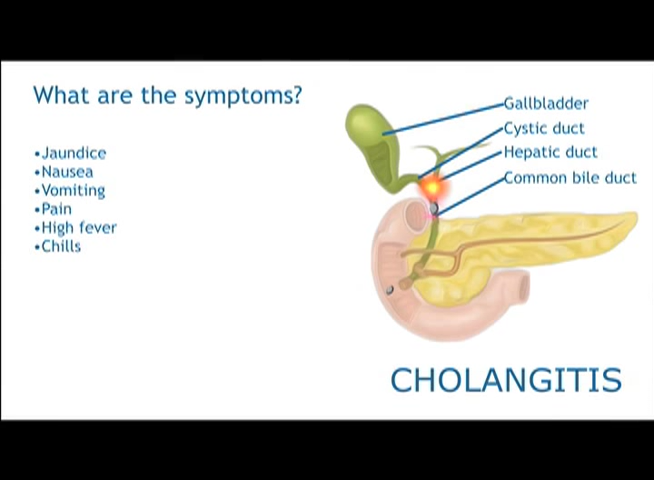 What are the symptoms?
•Jaundice
•Nausea
•Vomiting
•Pain
•High fever
•Chills
Gallbladder
Cystic duct
Hepatic duct
Common bile duct
CHOLANGITIS